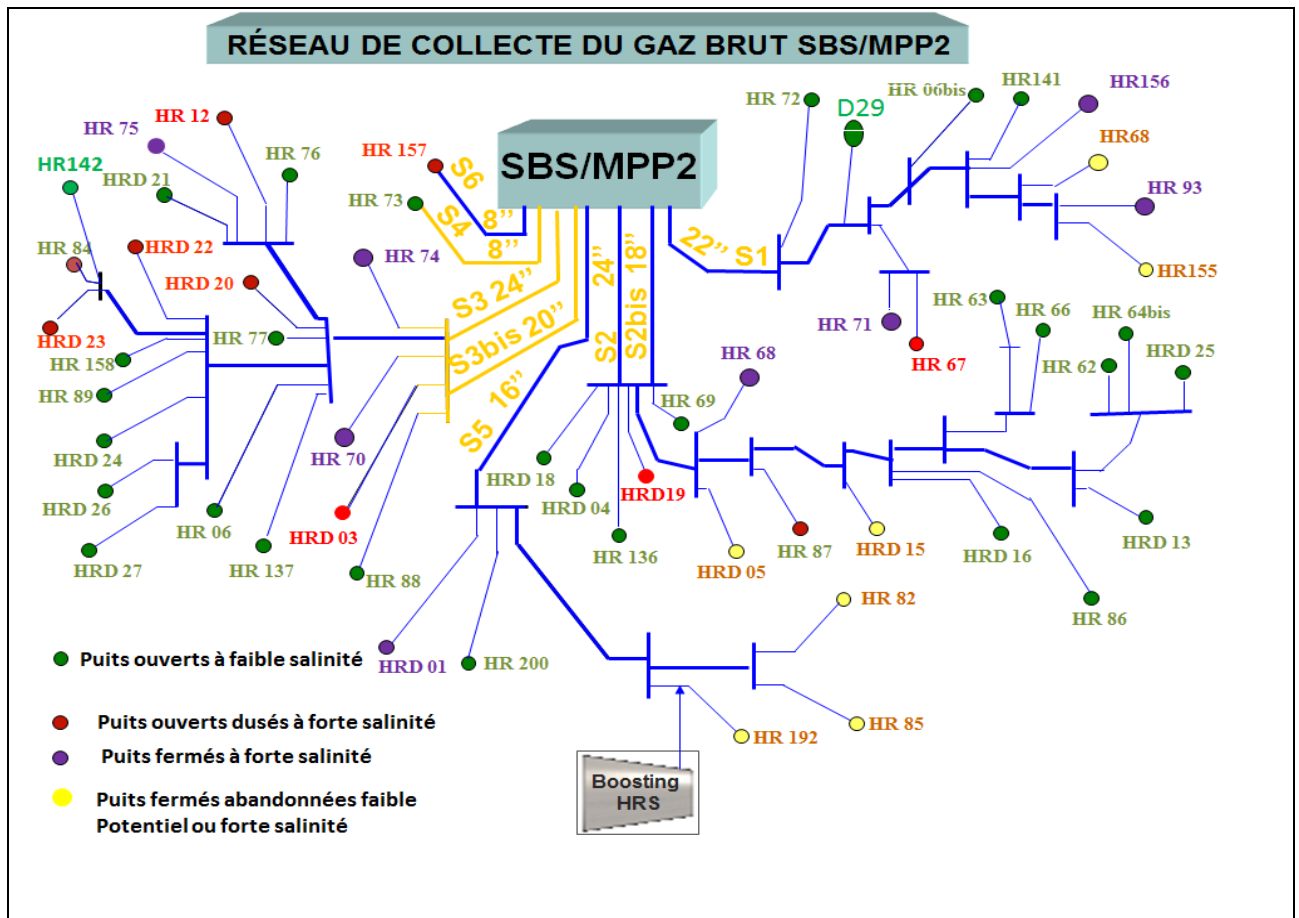 RÉSEAU DE COLLECTE DU GAZ BRUT SBS/MPP2
HR 12
HR 75
HR 76
HR142
HRD 21
HR 84
HRD 22
HRD 20
HRD 23
HR 158
HR 77
HR 89
HRD 24
HRD 26
HRD 27
HR 06
HR 137
HR 157
HR 73
HR 74
HR 70
HRD 03
HR 88
SBS/MPP2
S6
8’’
S4
8’’
S3 24’’
S3bis 20’’
S5 16’’
S2 24’’
S2bis 18’’
22’’ S1
HR 72
D29
HR 06bis
HR141
HR156
HR68
HR 93
HR155
HR 71
HR 67
HR 63
HR 66
HR 64bis
HR 62
HRD 25
HR 68
HR 69
HRD 18
HRD 04
HR 136
HRD19
HRD 05
HR 87
HRD 15
HRD 16
HRD 13
HR 86
HRD 01
HR 200
HR 82
HR 85
HR 192
Boosting
HRS
Puits ouverts à faible salinité
Puits ouverts dusés à forte salinité
Puits fermés à forte salinité
Puits fermés abandonnées faible
Potentiel ou forte salinité